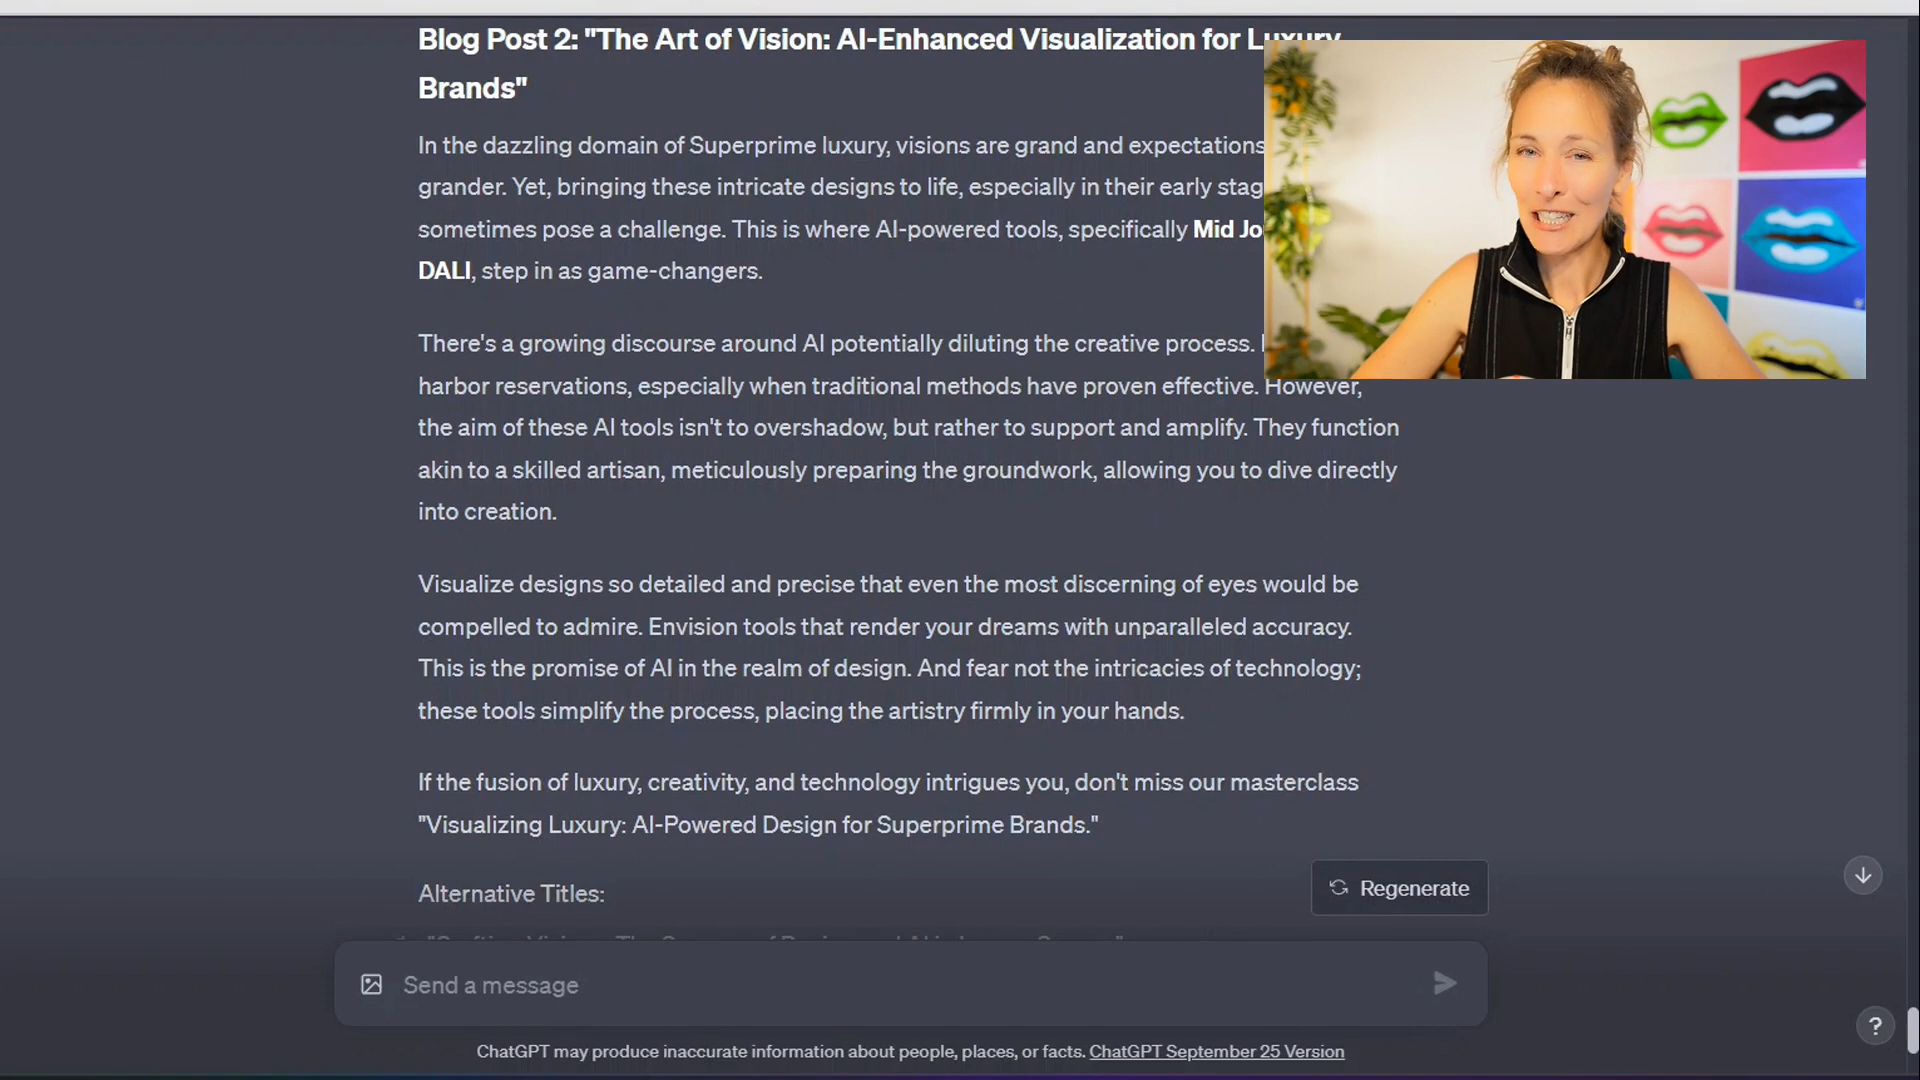 Blog Post 2: "The Art of Vision: AI-Enhanced Visualization for Luxury
Brands"
In the dazzling domain of Superprime luxury, visions are grand and expectations
grander. Yet, bringing these intricate designs to life, especially in their early
sometimes pose a challenge. This is where AI-powered tools, specifically Mid
DALI, step in as game-changers.
There's a growing discourse around AI potentially diluting the creative process.
harbor reservations, especially when traditional methods have proven effective. However,
the aim of these AI tools isn't to overshadow, but rather to support and amplify. They function
akin to a skilled artisan, meticulously preparing the groundwork, allowing you to dive directly
into creation.
Visualize designs so detailed and precise that even the most discerning of eyes would be
compelled to admire. Envision tools that render your dreams with unparalleled accuracy.
This is the promise of AI in the realm of design. And fear not the intricacies of technology;
these tools simplify the process, placing the artistry firmly in your hands.
If the fusion of luxury, creativity, and technology intrigues you, don't miss our masterclass
"Visualizing Luxury: AI-Powered Design for Superprime Brands."
Alternative Titles:
Regenerate
Send a message
?
ChatGPT may produce inaccurate information about people, places, or facts. ChatGPT September 25 Version